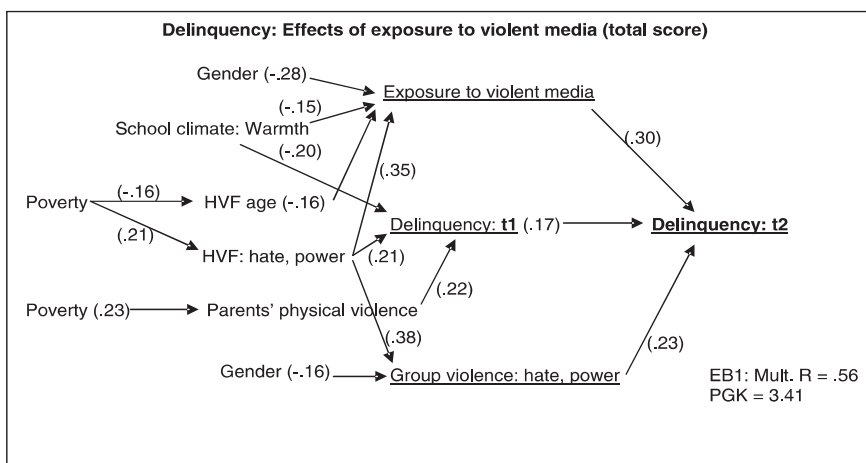 Delinquency: Effects of exposure to violent media (total score)
Gender (-.28)
Exposure to violent media
(-.15)
School climate: Warmth
(-.20)
(.30)
(.35)
(-.16)
Poverty
HVF age (-.16)
(.21)
Delinquency: t1 (.17)
Delinquency: t2
HVF: hate, power
(.21)
(.22)
Poverty (.23)
Parents' physical violence
(.38)
(.23)
Gender (-.16)
Group violence: hate, power
EB1: Mult. R = .56
PGK = 3.41